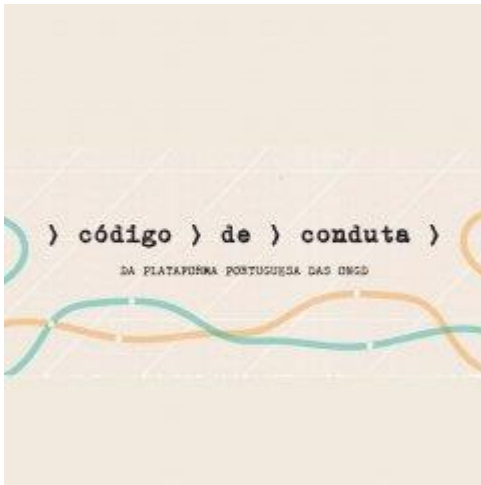 ❭ código ❭ de ❭ conduta ❭
DA PLATAFORMA PORTUGUESA DAS ONGD